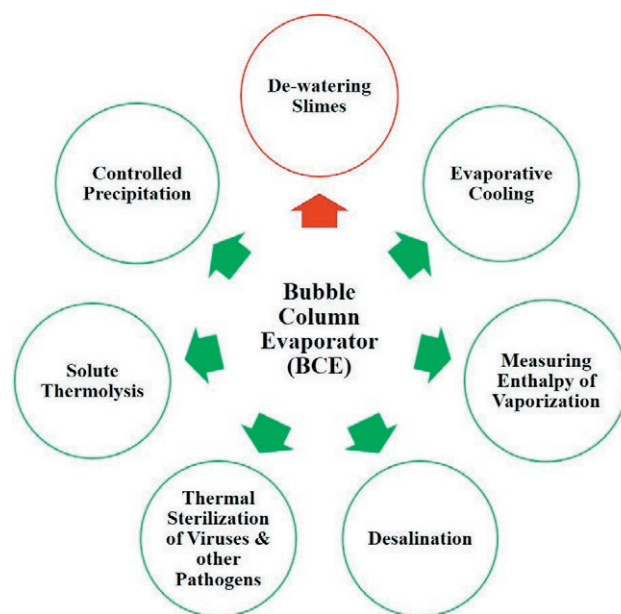 De-watering
Slimes
Controlled
Precipitation
Evaporative
Cooling
Bubble
Column
Evaporator
(BCE)
Solute
Thermolysis
Measuring
Enthalpy of
Vaporization
Thermal
Sterilization
of Viruses &
other
Pathogens
Desalination